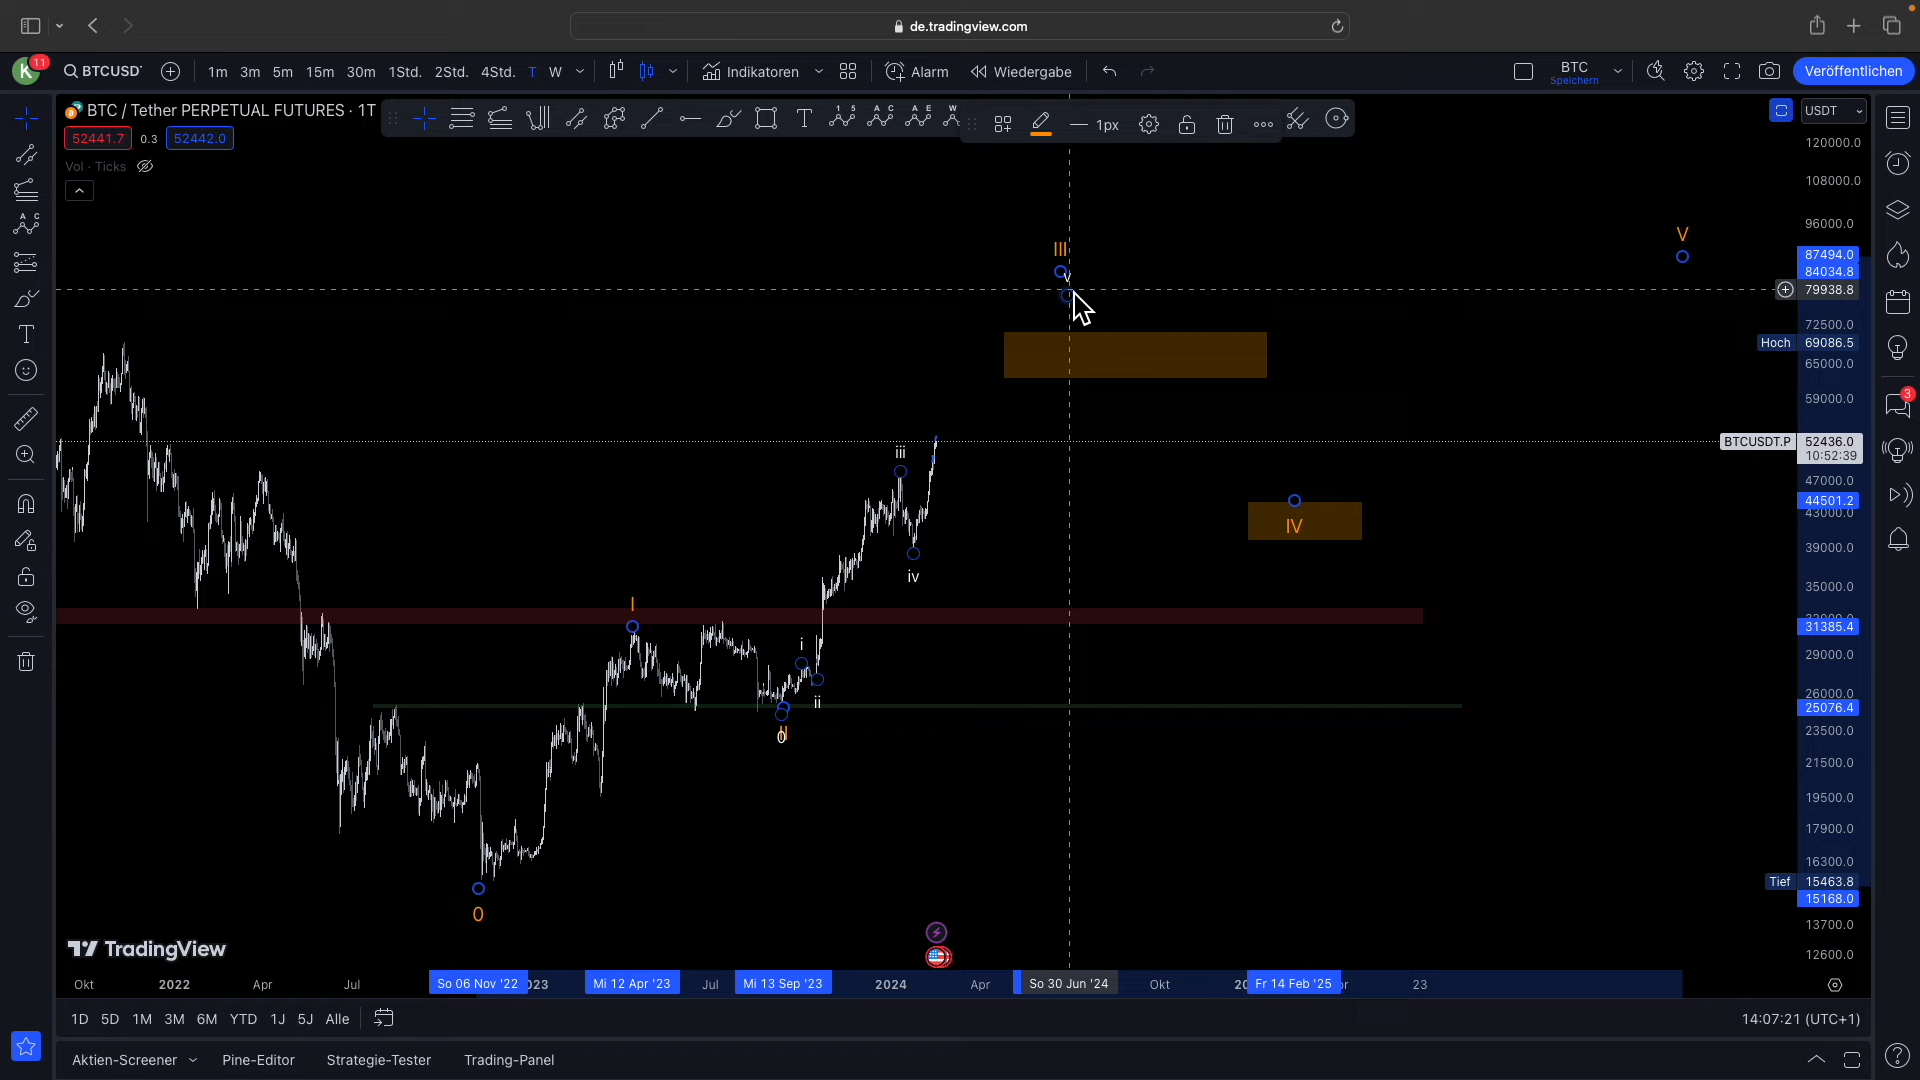 de.tradingview.com
K
11
BTCUSD
1m 3m 5m 15m 30m 1Std. 2Std. 4Std. T W
Indikatoren
Alarm
Wiedergabe
BTC
Speichern
Veröffentlichen
BTC / Tether PERPETUAL FUTURES · 1T
1px
USDT
52441.7 0.3 52442.0
Vol · Ticks
120000.0
108000.0
96000.0
87494.0
84034.8
79938.8
72500.0
Hoch 69086.5
65000.0
59000.0
BTCUSDT.P 52436.0
10:52:39
47000.0
44501.2
43000.0
39000.0
35000.0
31385.4
29000.0
26000.0
25076.4
23500.0
21500.0
19500.0
17900.0
16300.0
Tief 15463.8
15168.0
13700.0
12600.0
III
v
V
iii
iv
IV
I
i
ii
0
0
3
TradingView
Okt 2022 Apr Jul So 06 Nov '22 Mi 12 Apr '23 Jul Mi 13 Sep '23 2024 Apr So 30 Jun '24 Okt Fr 14 Feb '25 23
1D 5D 1M 3M 6M YTD 1J 5J Alle
14:07:21 (UTC+1)
Aktien-Screener Pine-Editor Strategie-Tester Trading-Panel